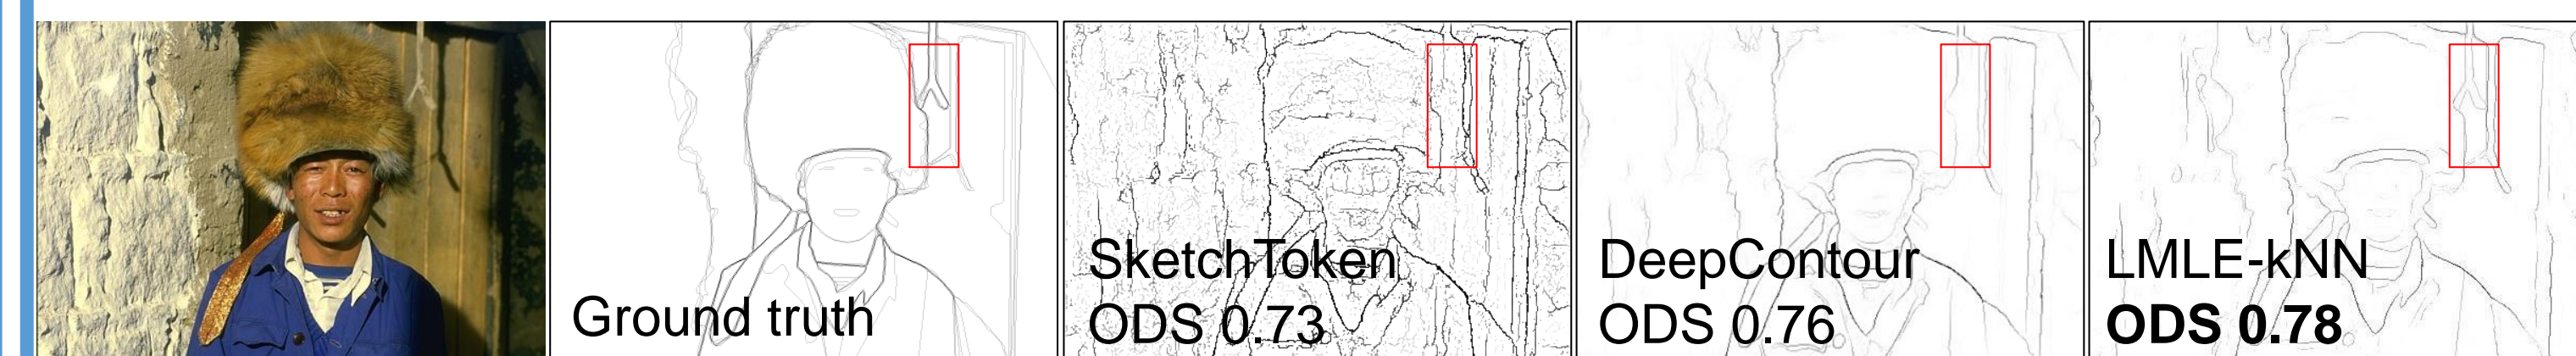 Ground truth
SketchToken
ODS 0.73
DeepContour
ODS 0.76
LMLE-kNN
ODS 0.78